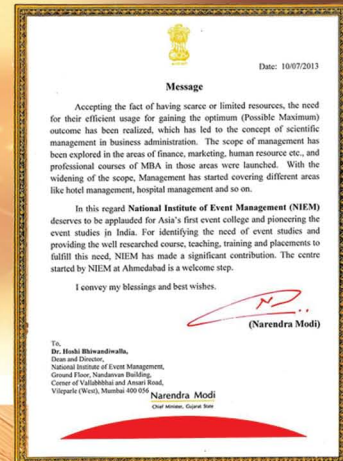 Date: 10/07/2013
Message
Accepting the fact of having scarce or limited resources, the need
for their efficient usage for gaining the optimum (Possible Maximum)
outcome has been realized, which has led to the concept of scientific
management in business administration. The scope of management has
been explored in the areas of finance, marketing, human resource etc., and
professional courses of MBA in those areas were launched. With the
widening of the scope, Management has started covering different areas
like hotel management, hospital management and so on.
In this regard National Institute of Event Management (NIEM)
deserves to be applauded for Asia's first event college and pioneering the
event studies in India. For identifying the need of event studies and
providing the well researched course, teaching, training and placements to
fulfill this need, NIEM has made a significant contribution. The centre
started by NIEM at Ahmedabad is a welcome step.
I convey my blessings and best wishes.
(Narendra Modi)
To,
Dr. Hoshi Bhiwandiwalla,
Dean and Director,
National Institute of Event Management,
Ground Floor, Nandanvan Building,
Corner of Vallabhbhai and Ansari Road,
Vileparle (West), Mumbai 400 056
Narendra Modi
Chief Minister, Gujarat State